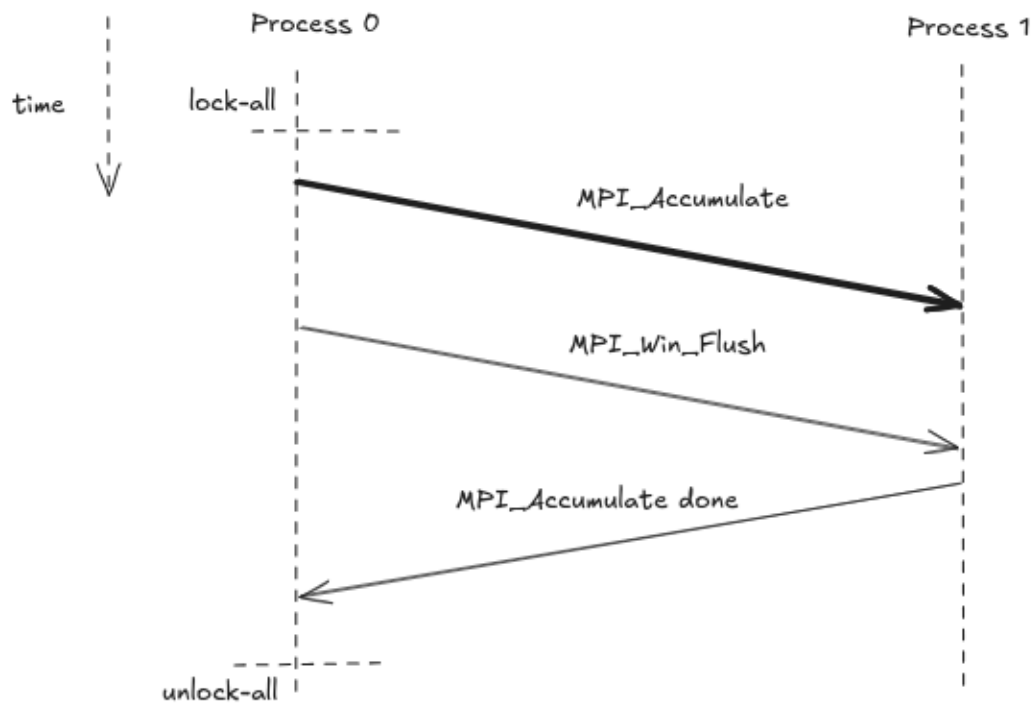 Process 0
Process 1
time
lock-all
MPI_Accumulate
MPI_Win_Flush
MPI_Accumulate done
unlock-all